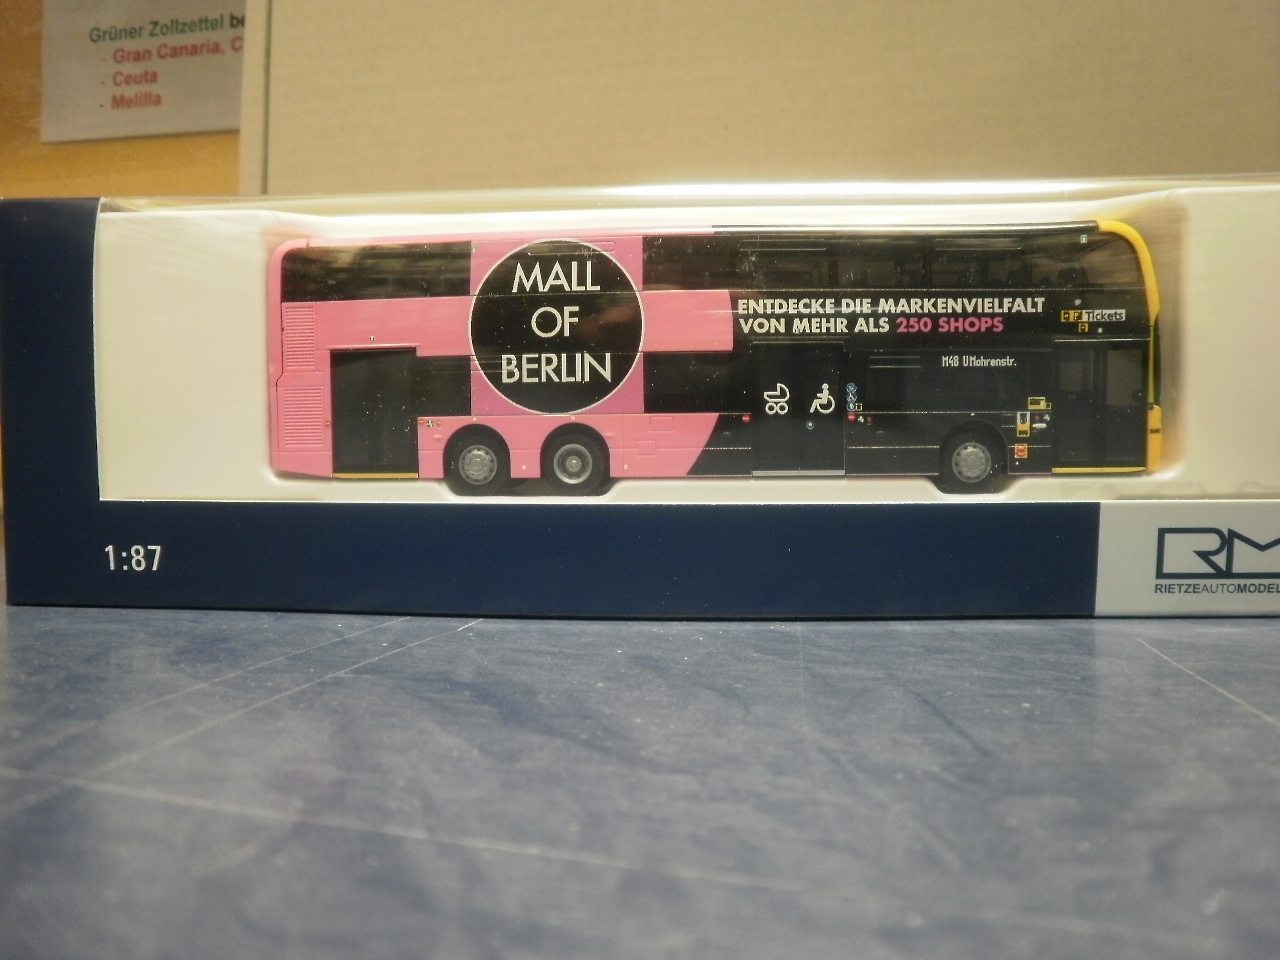 Grüner Zollzettel be
- Gran Canaria, C
- Ceuta
- Melilla
MALL
OF
BERLIN
ENTDECKE DIE MARKENVIELFALT
VON MEHR ALS 250 SHOPS
Tickets
M48 U Mohrenstr.
1:87
RM
RIETZEAUTOMODEL